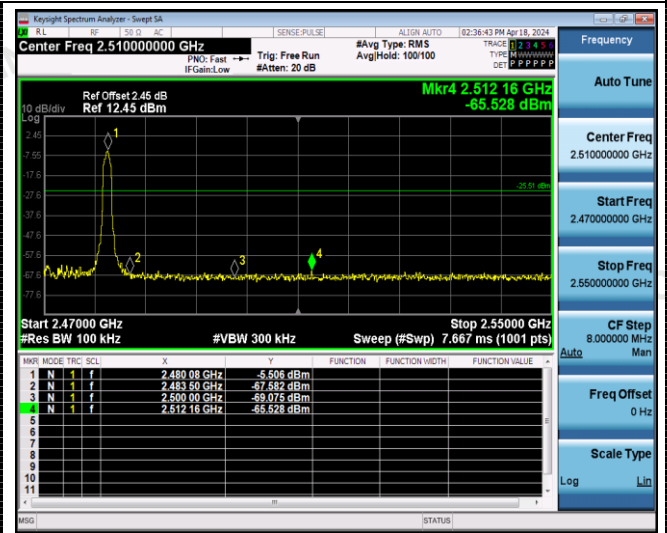 Keysight Spectrum Analyzer - Swept SA
RL RF 50 Ω AC SENSE:PULSE ALIGN AUTO 02:36:43 PM Apr 18, 2024
Center Freq 2.510000000 GHz
PNO: Fast
IFGain:Low
Trig: Free Run
#Atten: 20 dB
#Avg Type: RMS
Avg|Hold: 100/100
TRACE 1 2 3 4 5 6
TYPE M W W W W W
DET P P P P P P
Frequency
Ref Offset 2.45 dB
10 dB/div Ref 12.45 dBm
Log
Mkr4 2.512 16 GHz
-65.528 dBm
2.45
-7.55
-17.6
-27.6
-37.6
-47.6
-57.6
-67.6
-77.6
1
2
3
4
-25.51 dBm
Start 2.47000 GHz Stop 2.55000 GHz
#Res BW 100 kHz #VBW 300 kHz Sweep (#Swp) 7.667 ms (1001 pts)
MKR MODE TRC SCL X Y FUNCTION FUNCTION WIDTH FUNCTION VALUE
1 N 1 f 2.480 08 GHz -5.506 dBm
2 N 1 f 2.483 50 GHz -67.582 dBm
3 N 1 f 2.500 00 GHz -69.075 dBm
4 N 1 f 2.512 16 GHz -65.528 dBm
5
6
7
8
9
10
11
Auto Tune
Center Freq
2.510000000 GHz
Start Freq
2.470000000 GHz
Stop Freq
2.550000000 GHz
CF Step
8.000000 MHz
Auto Man
Freq Offset
0 Hz
Scale Type
Log Lin
MSG STATUS